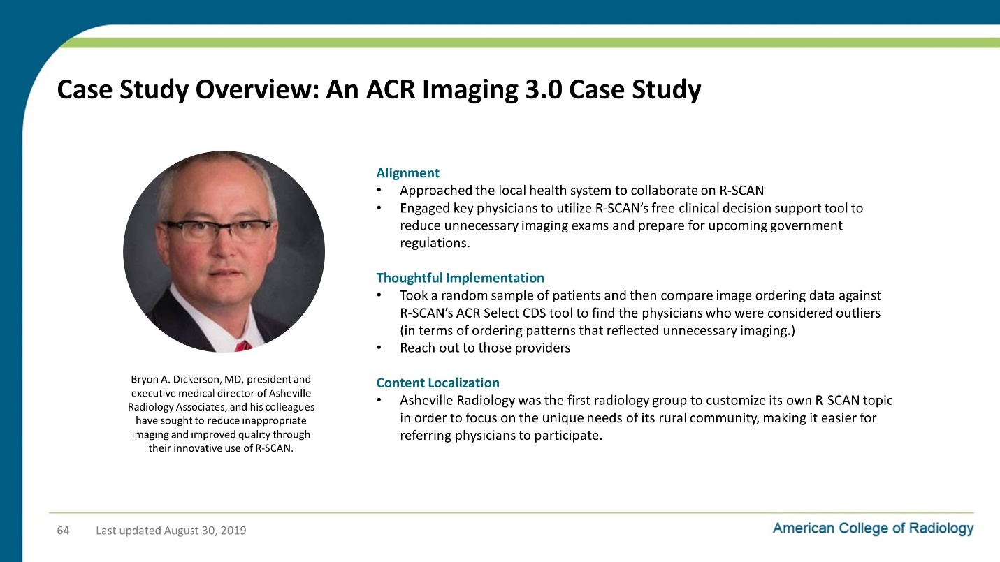 Case Study Overview: An ACR Imaging 3.0 Case Study
Bryon A. Dickerson, MD, president and
executive medical director of Asheville
Radiology Associates, and his colleagues
have sought to reduce inappropriate
imaging and improved quality through
their innovative use of R-SCAN.
Alignment
• Approached the local health system to collaborate on R-SCAN
• Engaged key physicians to utilize R-SCAN’s free clinical decision support tool to
reduce unnecessary imaging exams and prepare for upcoming government
regulations.
Thoughtful Implementation
• Took a random sample of patients and then compare image ordering data against
R-SCAN’s ACR Select CDS tool to find the physicians who were considered outliers
(in terms of ordering patterns that reflected unnecessary imaging.)
• Reach out to those providers
Content Localization
• Asheville Radiology was the first radiology group to customize its own R-SCAN topic
in order to focus on the unique needs of its rural community, making it easier for
referring physicians to participate.
64 Last updated August 30, 2019
American College of Radiology